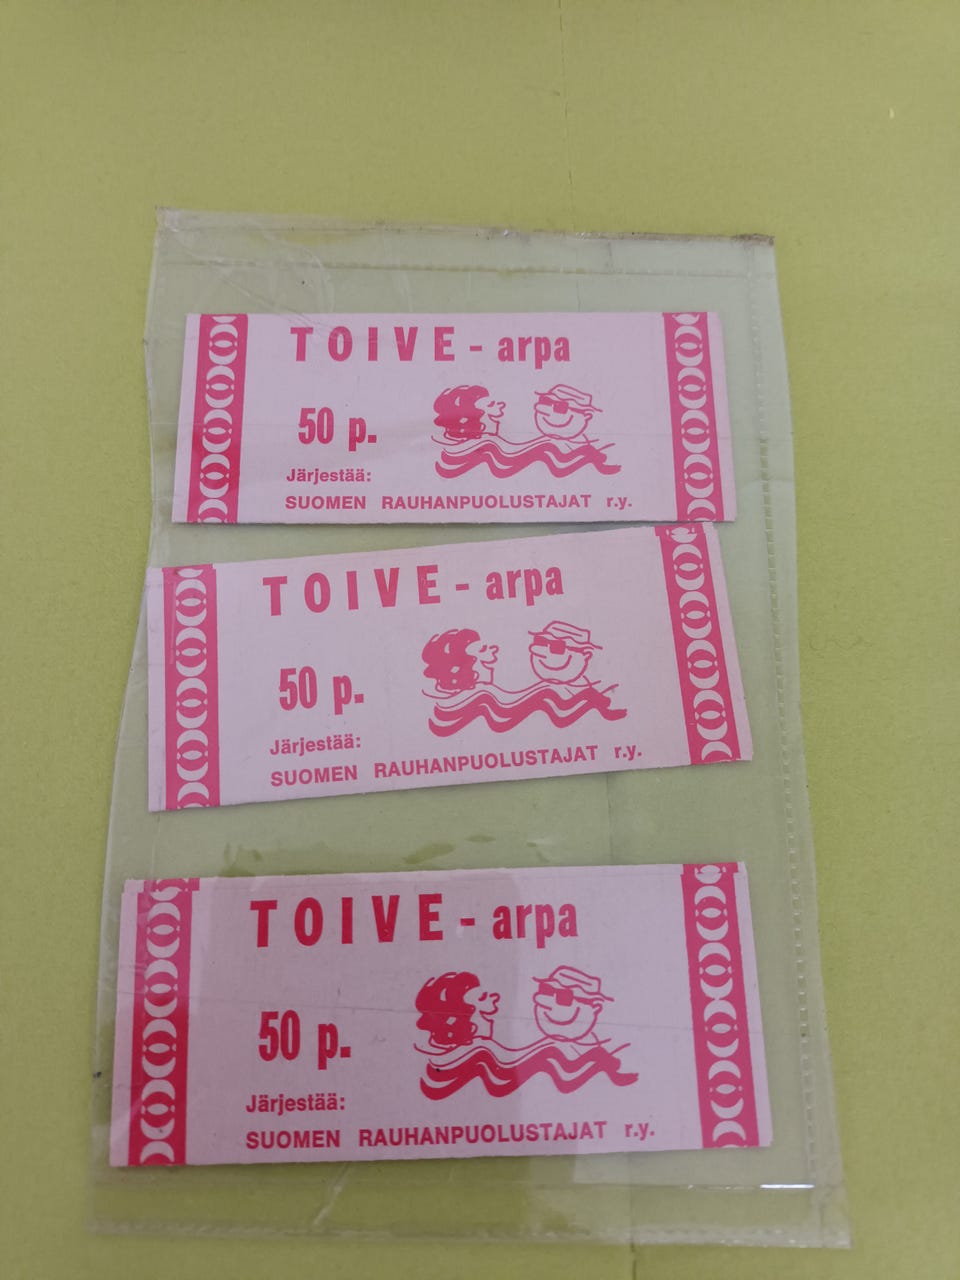 TOIVE - arpa
50 p.
Järjestää:
SUOMEN RAUHANPUOLUSTAJAT r.y.
TOIVE - arpa
50 p.
Järjestää:
SUOMEN RAUHANPUOLUSTAJAT r.y.
TOIVE - arpa
50 p.
Järjestää:
SUOMEN RAUHANPUOLUSTAJAT r.y.